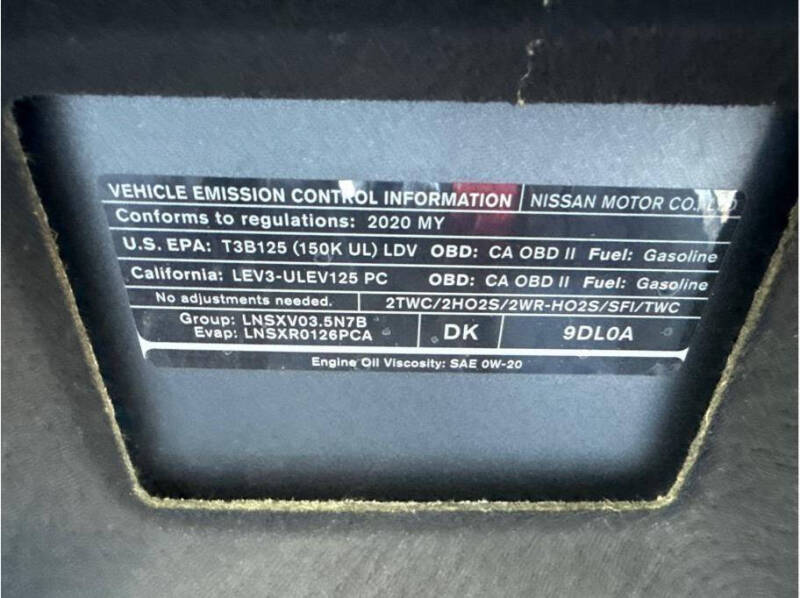 VEHICLE EMISSION CONTROL INFORMATION NISSAN MOTOR CO., LTD
Conforms to regulations: 2020 MY
U.S. EPA: T3B125 (150K UL) LDV OBD: CA OBD II Fuel: Gasoline
California: LEV3-ULEV125 PC OBD: CA OBD II Fuel: Gasoline
No adjustments needed. 2TWC/2HO2S/2WR-HO2S/SFI/TWC
Group: LNSXV03.5N7B
Evap: LNSXR0126PCA DK 9DL0A
Engine Oil Viscosity: SAE 0W-20